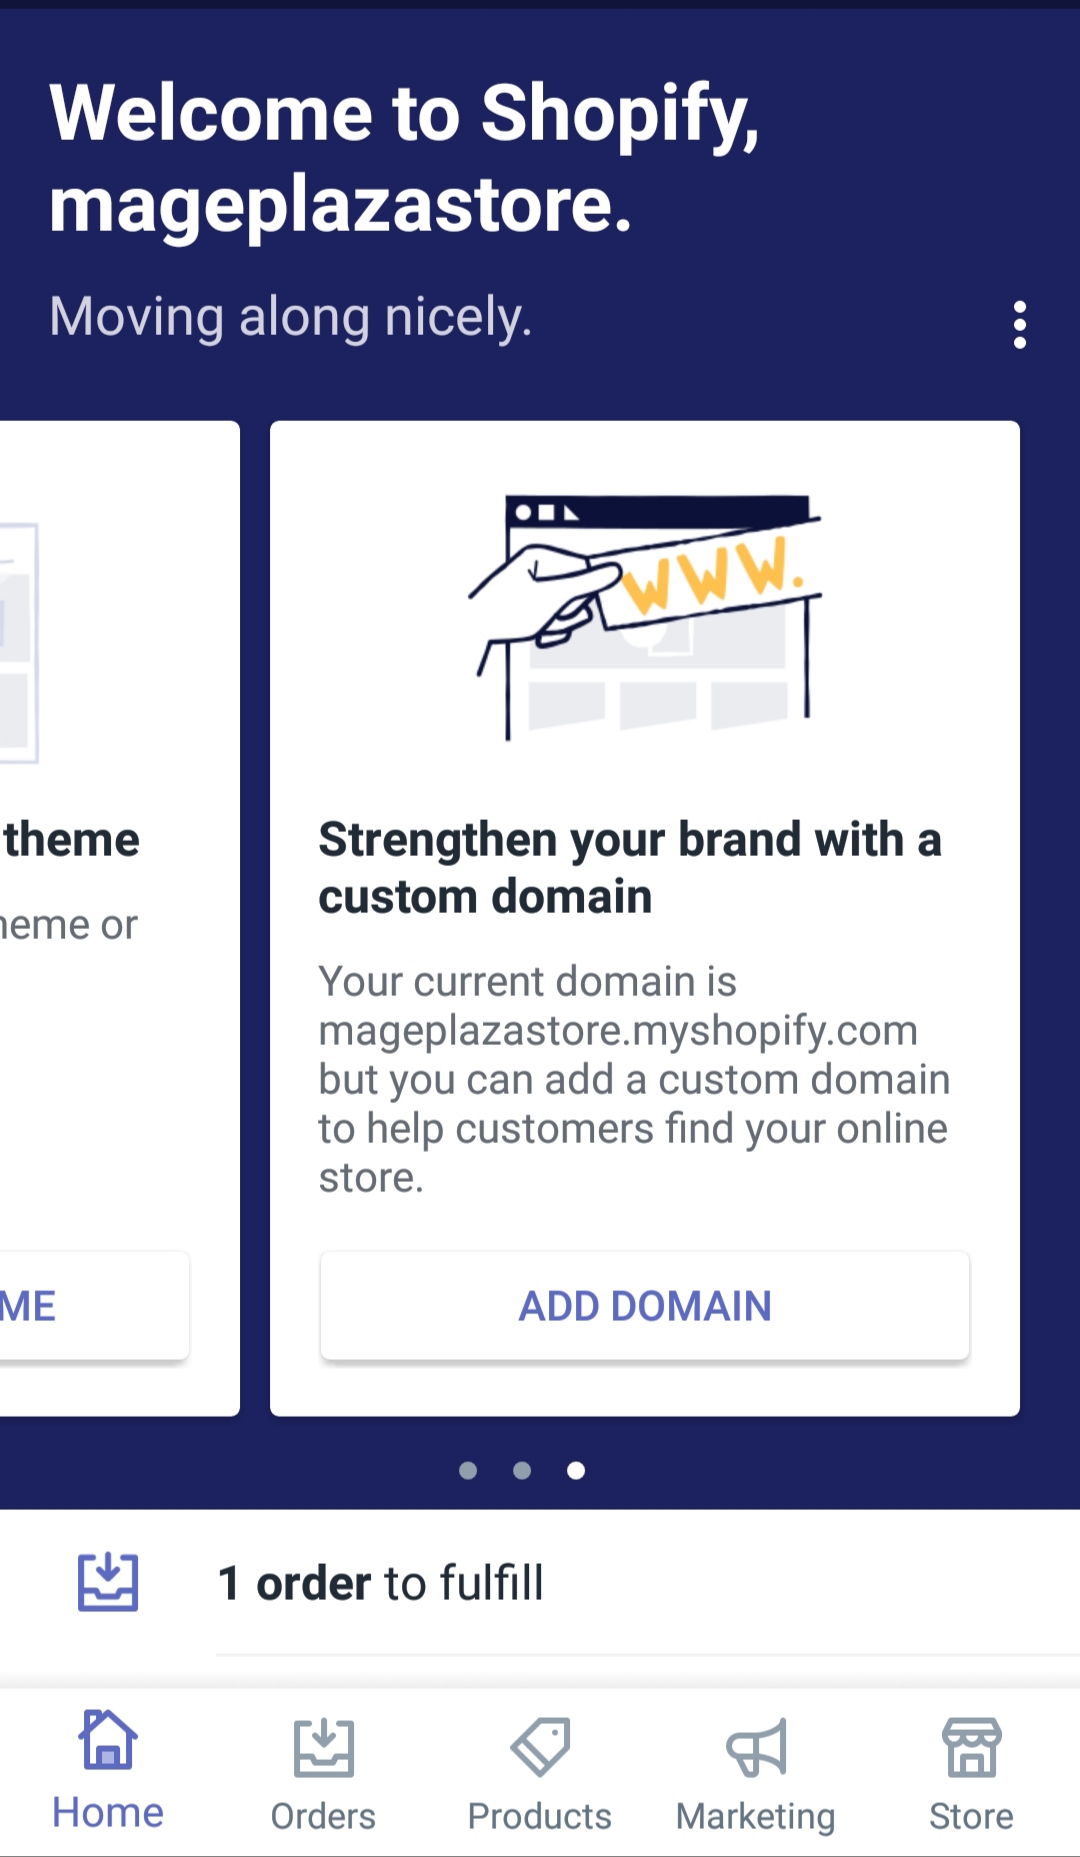 Welcome to Shopify,
mageplazastore.
Moving along nicely.
WWW.
theme
heme or
ME
Strengthen your brand with a
custom domain
Your current domain is
mageplazastore.myshopify.com
but you can add a custom domain
to help customers find your online
store.
ADD DOMAIN
1 order to fulfill
Home
Orders
Products
Marketing
Store